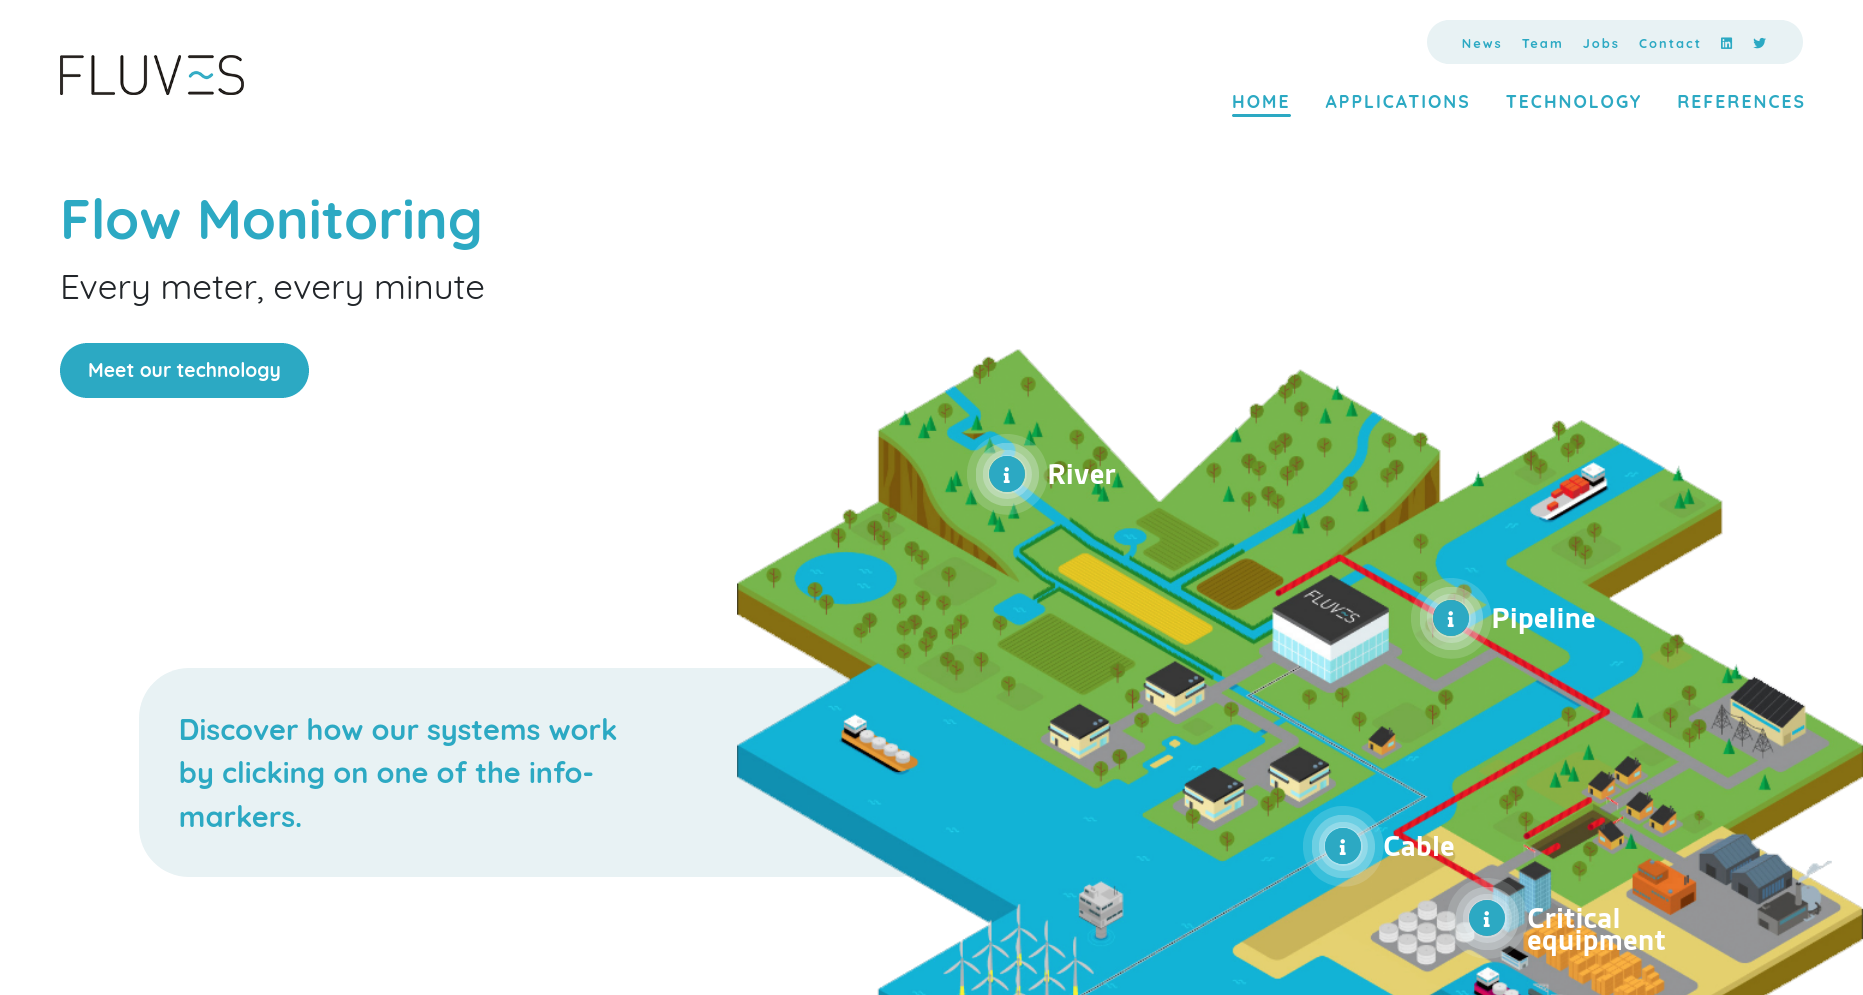 FLUVES
News Team Jobs Contact
HOME APPLICATIONS TECHNOLOGY REFERENCES
Flow Monitoring
Every meter, every minute
Meet our technology
River
FLUVES
Pipeline
Discover how our systems work
by clicking on one of the info-
markers.
Cable
Critical
equipment